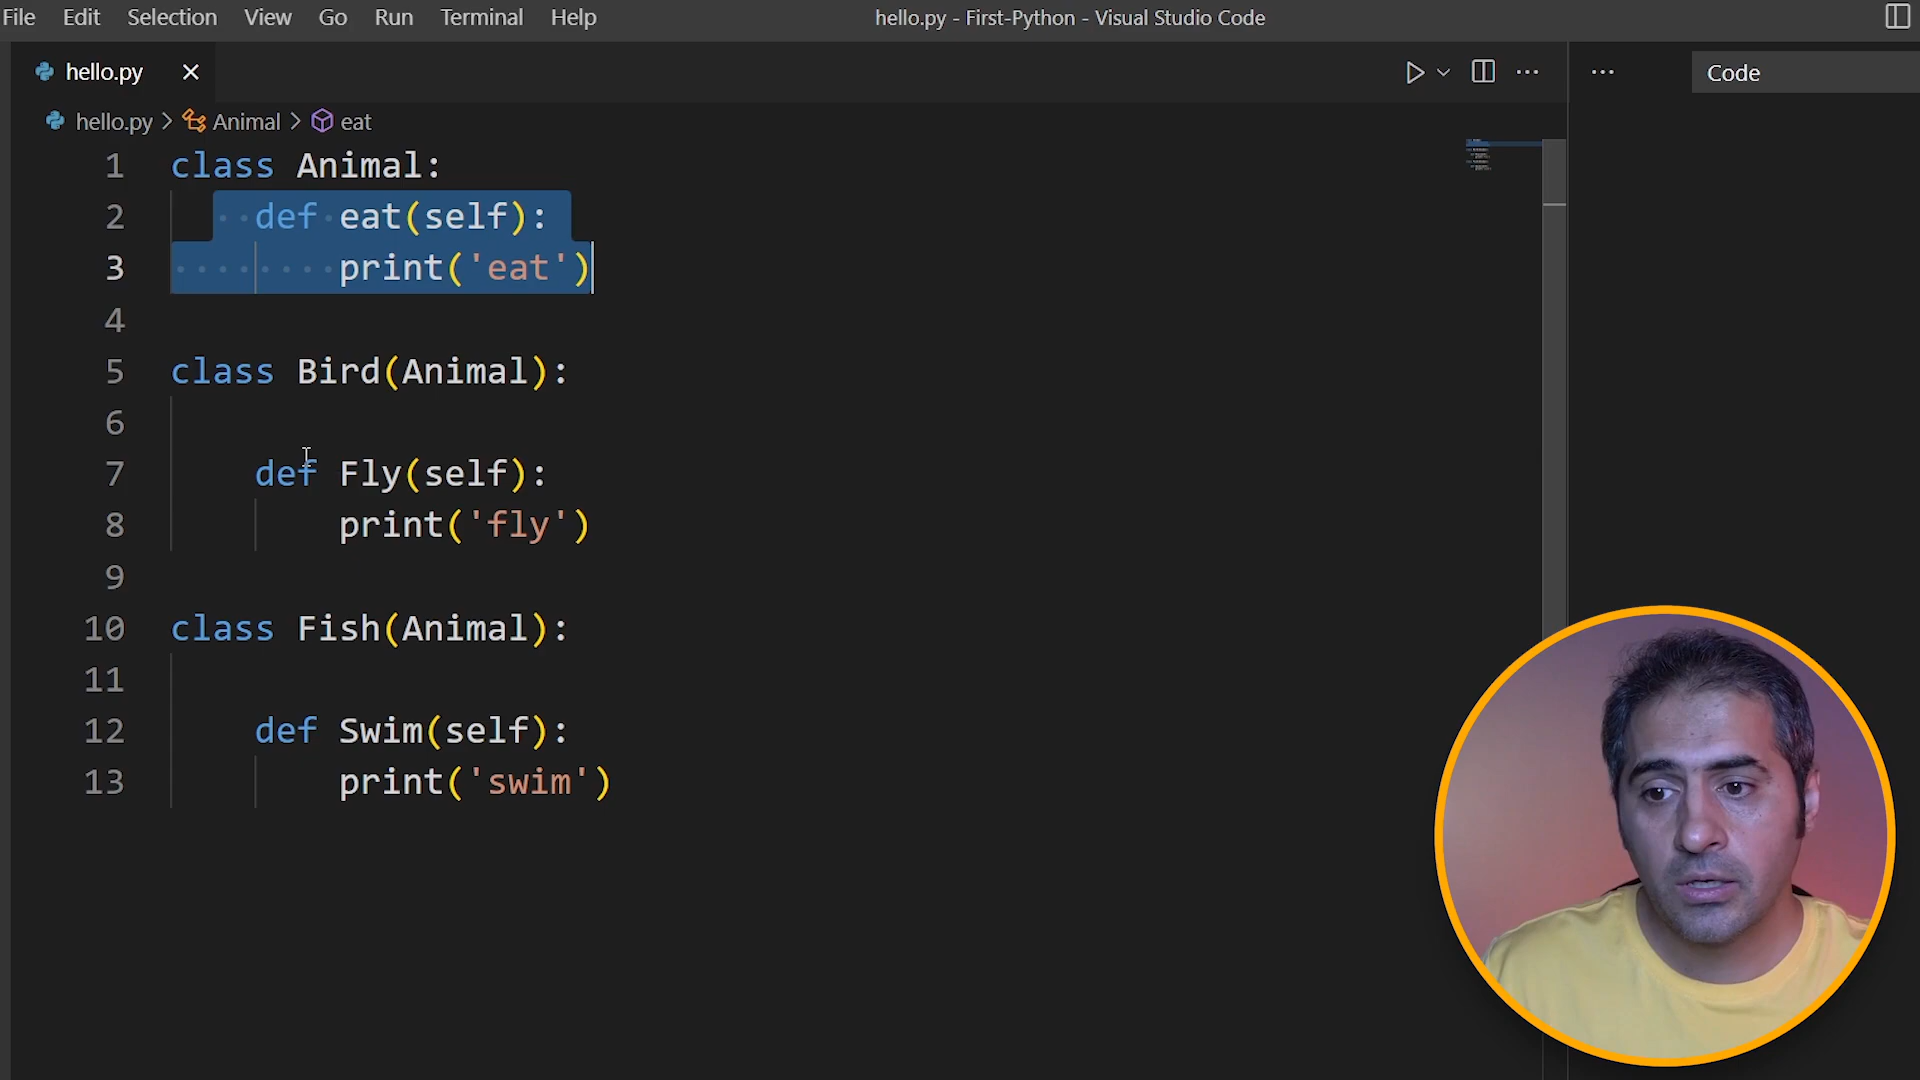 File Edit Selection View Go Run Terminal Help hello.py - First-Python - Visual Studio Code
hello.py Code
hello.py > Animal > eat
1 class Animal:
2 def eat(self):
3 print('eat')
4
5 class Bird(Animal):
6
7 def Fly(self):
8 print('fly')
9
10 class Fish(Animal):
11
12 def Swim(self):
13 print('swim')